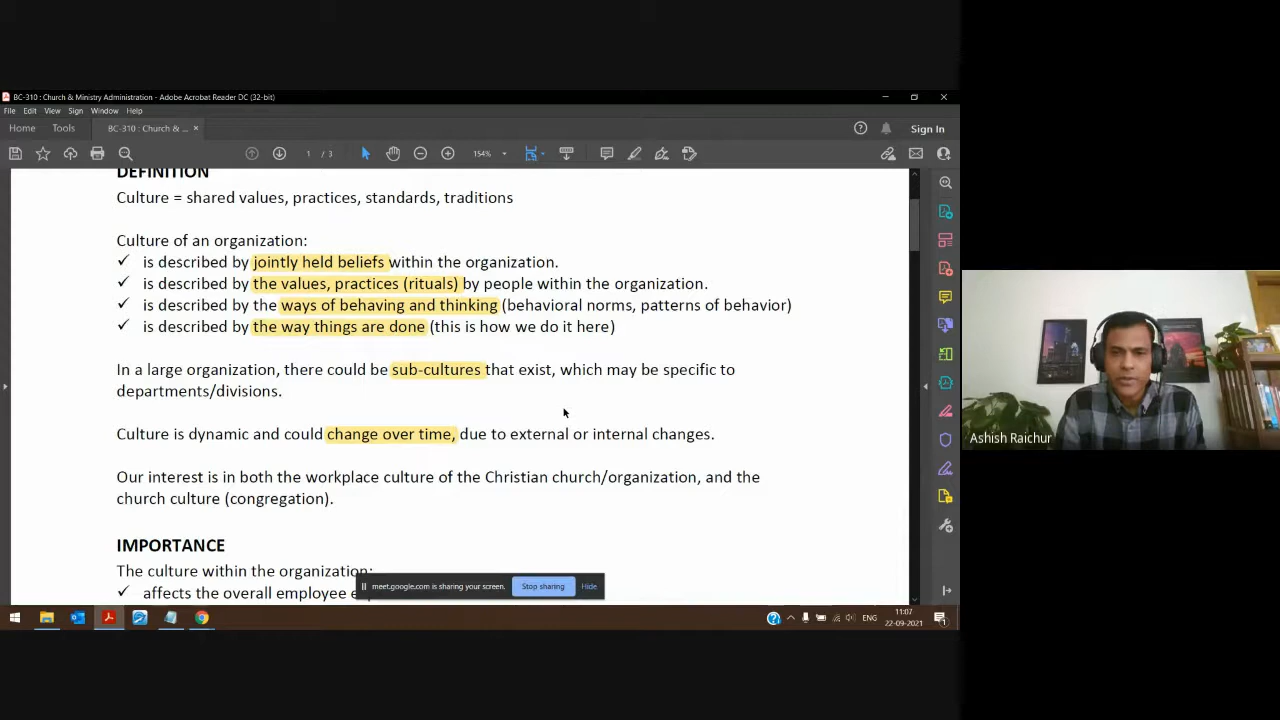 BC-310 : Church & Ministry Administration - Adobe Acrobat Reader DC (32-bit)
File Edit View Sign Window Help
Home Tools BC-310 : Church & ... × Sign In
1 / 3 154%
DEFINITION
Culture = shared values, practices, standards, traditions
Culture of an organization:
✓ is described by jointly held beliefs within the organization.
✓ is described by the values, practices (rituals) by people within the organization.
✓ is described by the ways of behaving and thinking (behavioral norms, patterns of behavior)
✓ is described by the way things are done (this is how we do it here)
In a large organization, there could be sub-cultures that exist, which may be specific to
departments/divisions.
Culture is dynamic and could change over time, due to external or internal changes.
Our interest is in both the workplace culture of the Christian church/organization, and the
church culture (congregation).
IMPORTANCE
The culture within the organization:
✓ affects the overall employee
meet.google.com is sharing your screen. Stop sharing Hide
ENG 11:07
22-09-2021
Ashish Raichur